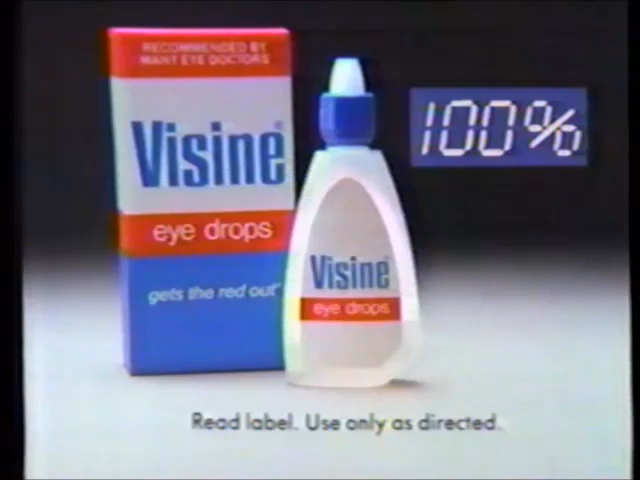 RECOMMENDED BY
MANY EYE DOCTORS
Visine®
eye drops
gets the red out®
Visine®
eye drops
100%
Read label. Use only as directed.